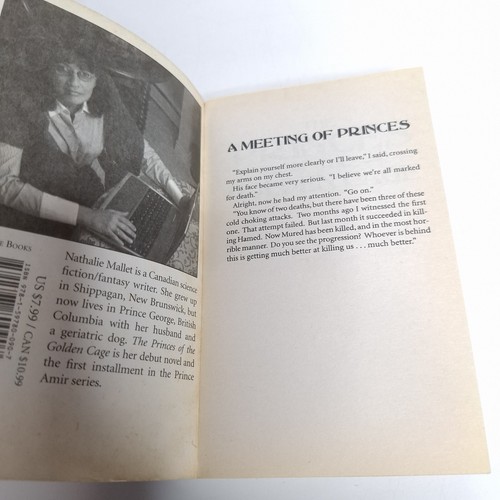 E BOOKS
US $7.99 / CAN $10.99
Nathalie Mallet is a Canadian science
fiction/fantasy writer. She grew up
in Shippagan, New Brunswick, but
now lives in Prince George, British
Columbia with her husband and
a geriatric dog. The Princes of the
Golden Cage is her debut novel and
the first installment in the Prince
Amir series.
A MEETING OF PRINCES
"Explain yourself more clearly or I'll leave," I said, crossing
my arms on my chest.
His face became very serious. "I believe we're all marked
for death."
Alright, now he had my attention. "Go on."
"You know of two deaths, but there have been three of these
cold choking attacks. Two months ago I witnessed the first
one. That attempt failed. But last month it succeeded in kill-
ing Hamed. Now Mured has been killed, and in the most hor-
rible manner. Do you see the progression? Whoever is behind
this is getting much better at killing us . . . much better."